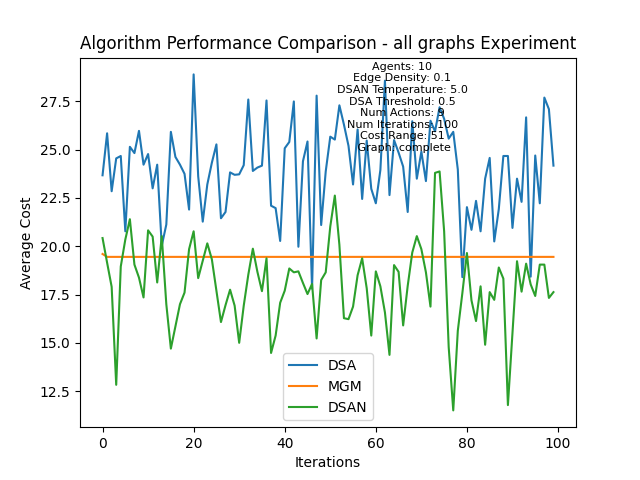 Algorithm Performance Comparison - all graphs Experiment
Agents: 10
Edge Density: 0.1
DSAN Temperature: 5.0
DSA Threshold: 0.5
Num Actions:
Num Iterations: 100
Cost Range: 51
Graph: complete
27.5
25.0
22.5
20.0
17.5
15.0
12.5
Average Cost
DSA
MGM
DSAN
0
20
40
60
80
100
Iterations